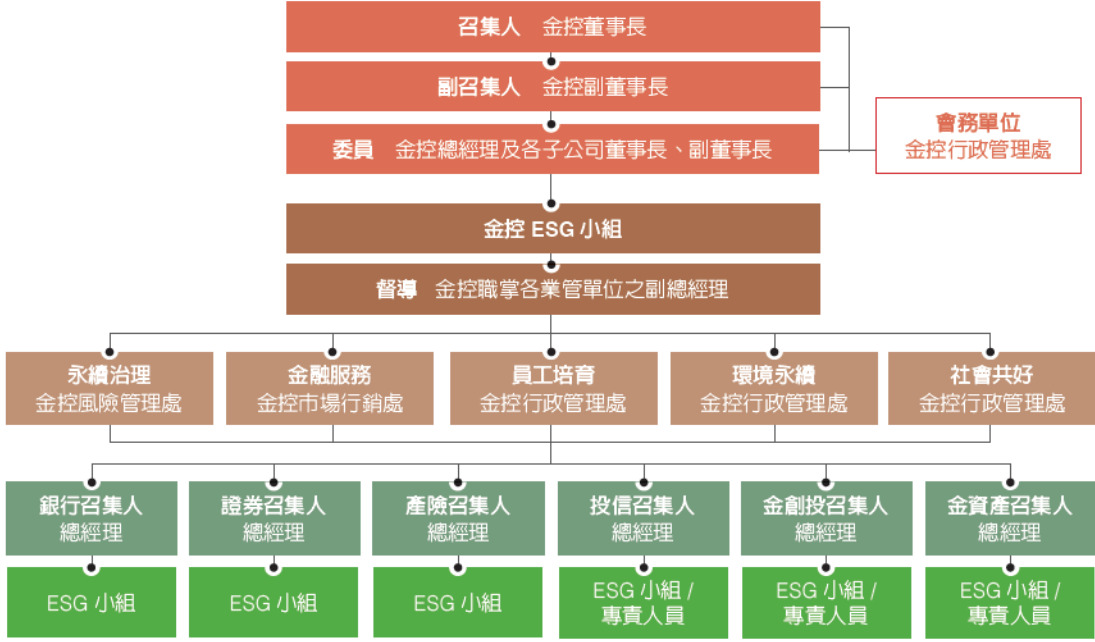 召集人 金控董事長
副召集人 金控副董事長
委員 金控總經理及各子公司董事長、副董事長
會務單位
金控行政管理處
金控 ESG 小組
督導 金控職掌各業管單位之副總經理
永續治理
金控風險管理處
金融服務
金控市場行銷處
員工培育
金控行政管理處
環境永續
金控行政管理處
社會共好
金控行政管理處
銀行召集人
總經理
證券召集人
總經理
產險召集人
總經理
投信召集人
總經理
金創投召集人
總經理
金資產召集人
總經理
ESG 小組
ESG 小組
ESG 小組
ESG 小組 /
專責人員
ESG 小組 /
專責人員
ESG 小組 /
專責人員